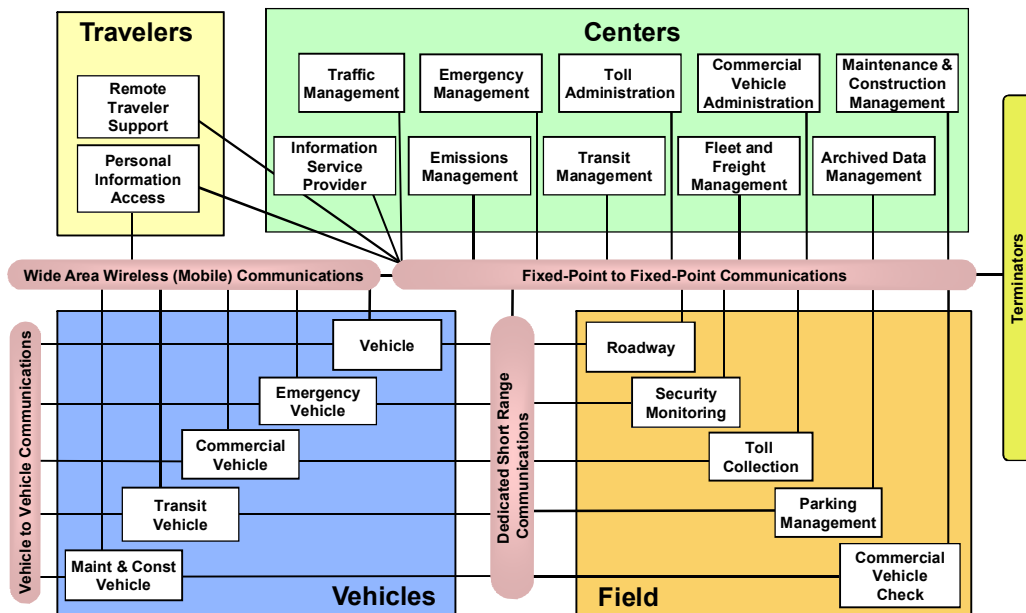 Travelers
Remote
Traveler
Support
Personal
Information
Access
Centers
Traffic
Management
Emergency
Management
Toll
Administration
Commercial
Vehicle
Administration
Maintenance &
Construction
Management
Information
Service
Provider
Emissions
Management
Transit
Management
Fleet and
Freight
Management
Archived Data
Management
Terminators
Wide Area Wireless (Mobile) Communications
Fixed-Point to Fixed-Point Communications
Vehicle to Vehicle Communications
Vehicle
Emergency
Vehicle
Commercial
Vehicle
Transit
Vehicle
Maint & Const
Vehicle
Vehicles
Dedicated Short Range
Communications
Roadway
Security
Monitoring
Toll
Collection
Parking
Management
Commercial
Vehicle
Check
Field